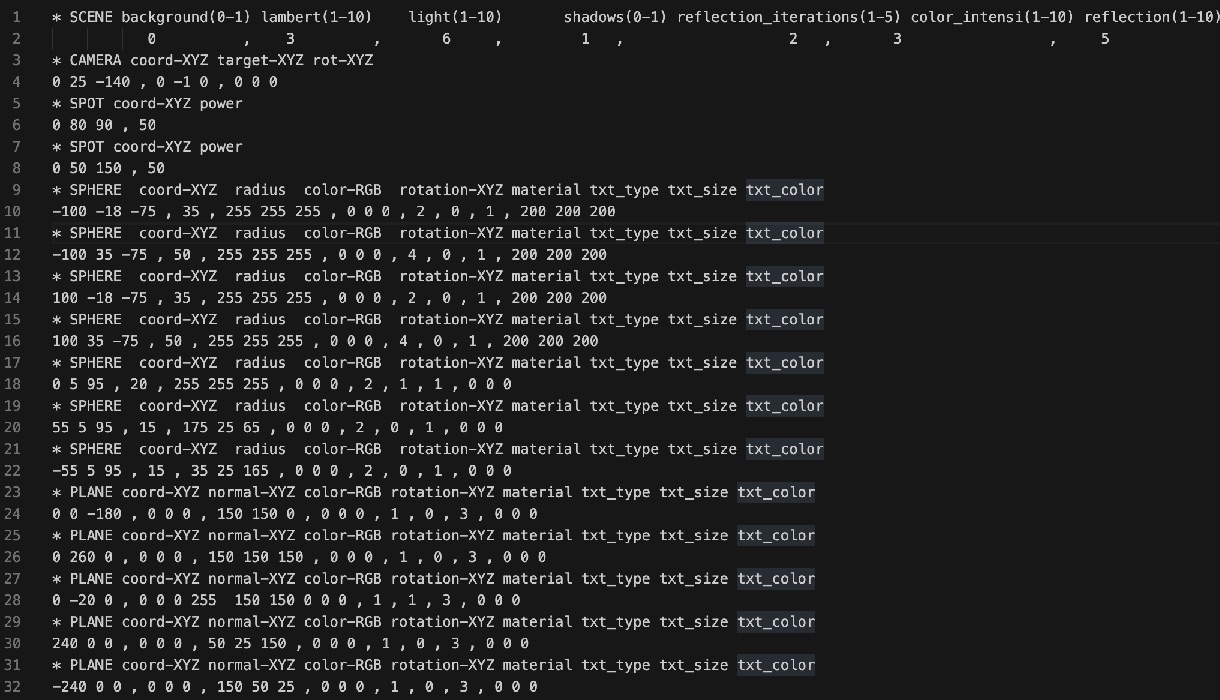 1 * SCENE background(0-1) lambert(1-10) light(1-10) shadows(0-1) reflection_iterations(1-5) color_intensi(1-10) reflection(1-10)
2 0 , 3 , 6 , 1 , 2 , 3 , 5
3 * CAMERA coord-XYZ target-XYZ rot-XYZ
4 0 25 -140 , 0 -1 0 , 0 0 0
5 * SPOT coord-XYZ power
6 0 80 90 , 50
7 * SPOT coord-XYZ power
8 0 50 150 , 50
9 * SPHERE coord-XYZ radius color-RGB rotation-XYZ material txt_type txt_size txt_color
10 -100 -18 -75 , 35 , 255 255 255 , 0 0 0 , 2 , 0 , 1 , 200 200 200
11 * SPHERE coord-XYZ radius color-RGB rotation-XYZ material txt_type txt_size txt_color
12 -100 35 -75 , 50 , 255 255 255 , 0 0 0 , 4 , 0 , 1 , 200 200 200
13 * SPHERE coord-XYZ radius color-RGB rotation-XYZ material txt_type txt_size txt_color
14 100 -18 -75 , 35 , 255 255 255 , 0 0 0 , 2 , 0 , 1 , 200 200 200
15 * SPHERE coord-XYZ radius color-RGB rotation-XYZ material txt_type txt_size txt_color
16 100 35 -75 , 50 , 255 255 255 , 0 0 0 , 4 , 0 , 1 , 200 200 200
17 * SPHERE coord-XYZ radius color-RGB rotation-XYZ material txt_type txt_size txt_color
18 0 5 95 , 20 , 255 255 255 , 0 0 0 , 2 , 1 , 1 , 0 0 0
19 * SPHERE coord-XYZ radius color-RGB rotation-XYZ material txt_type txt_size txt_color
20 55 5 95 , 15 , 175 25 65 , 0 0 0 , 2 , 0 , 1 , 0 0 0
21 * SPHERE coord-XYZ radius color-RGB rotation-XYZ material txt_type txt_size txt_color
22 -55 5 95 , 15 , 35 25 165 , 0 0 0 , 2 , 0 , 1 , 0 0 0
23 * PLANE coord-XYZ normal-XYZ color-RGB rotation-XYZ material txt_type txt_size txt_color
24 0 0 -180 , 0 0 0 , 150 150 0 , 0 0 0 , 1 , 0 , 3 , 0 0 0
25 * PLANE coord-XYZ normal-XYZ color-RGB rotation-XYZ material txt_type txt_size txt_color
26 0 260 0 , 0 0 0 , 150 150 150 , 0 0 0 , 1 , 0 , 3 , 0 0 0
27 * PLANE coord-XYZ normal-XYZ color-RGB rotation-XYZ material txt_type txt_size txt_color
28 0 -20 0 , 0 0 0 255 150 150 0 0 0 , 1 , 1 , 3 , 0 0 0
29 * PLANE coord-XYZ normal-XYZ color-RGB rotation-XYZ material txt_type txt_size txt_color
30 240 0 0 , 0 0 0 , 50 25 150 , 0 0 0 , 1 , 0 , 3 , 0 0 0
31 * PLANE coord-XYZ normal-XYZ color-RGB rotation-XYZ material txt_type txt_size txt_color
32 -240 0 0 , 0 0 0 , 150 50 25 , 0 0 0 , 1 , 0 , 3 , 0 0 0